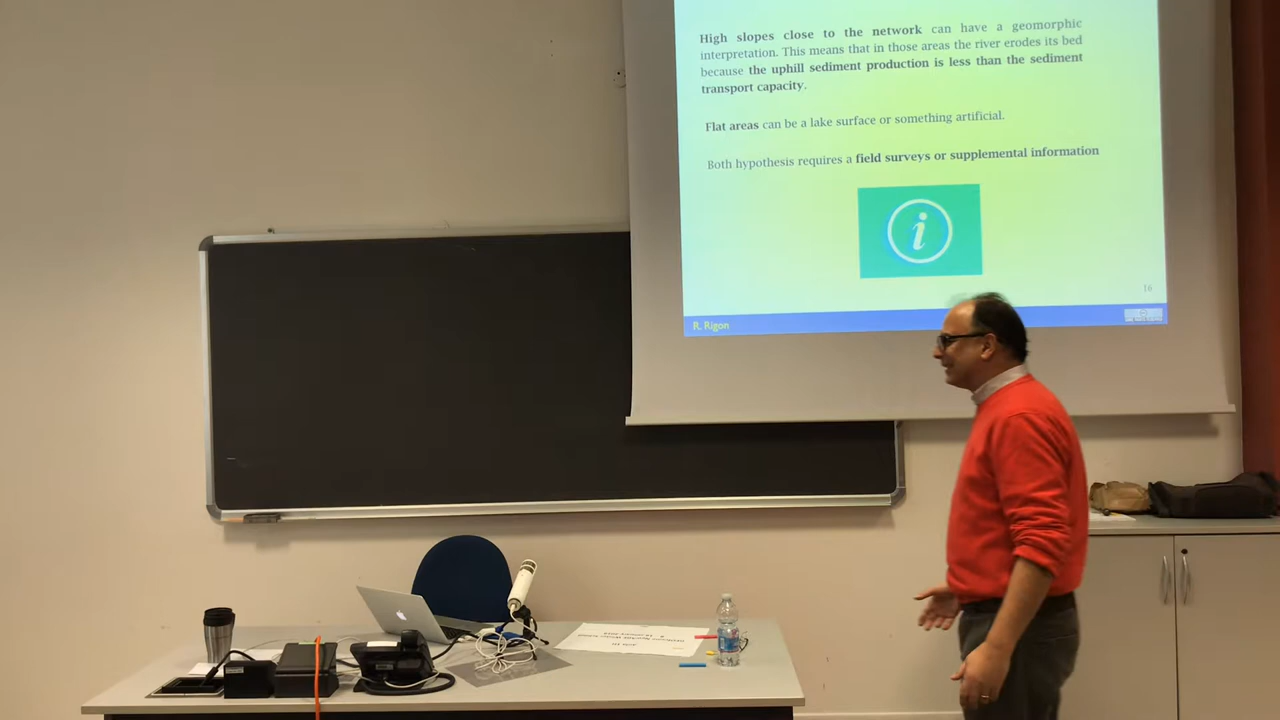 High slopes close to the network can have a geomorphic
interpretation. This means that in those areas the river erodes its bed
because the uphill sediment production is less than the sediment
transport capacity.
Flat areas can be a lake surface or something artificial.
Both hypothesis requires a field surveys or supplemental information
i
16
R. Rigon